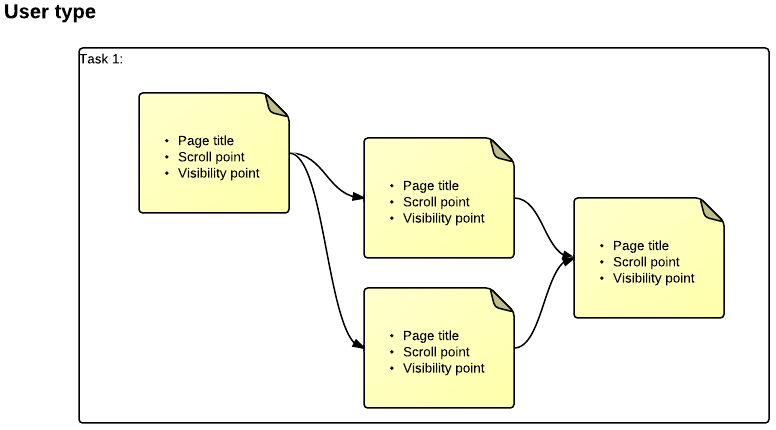 User type
Task 1:
• Page title
• Scroll point
• Visibility point
• Page title
• Scroll point
• Visibility point
• Page title
• Scroll point
• Visibility point
• Page title
• Scroll point
• Visibility point